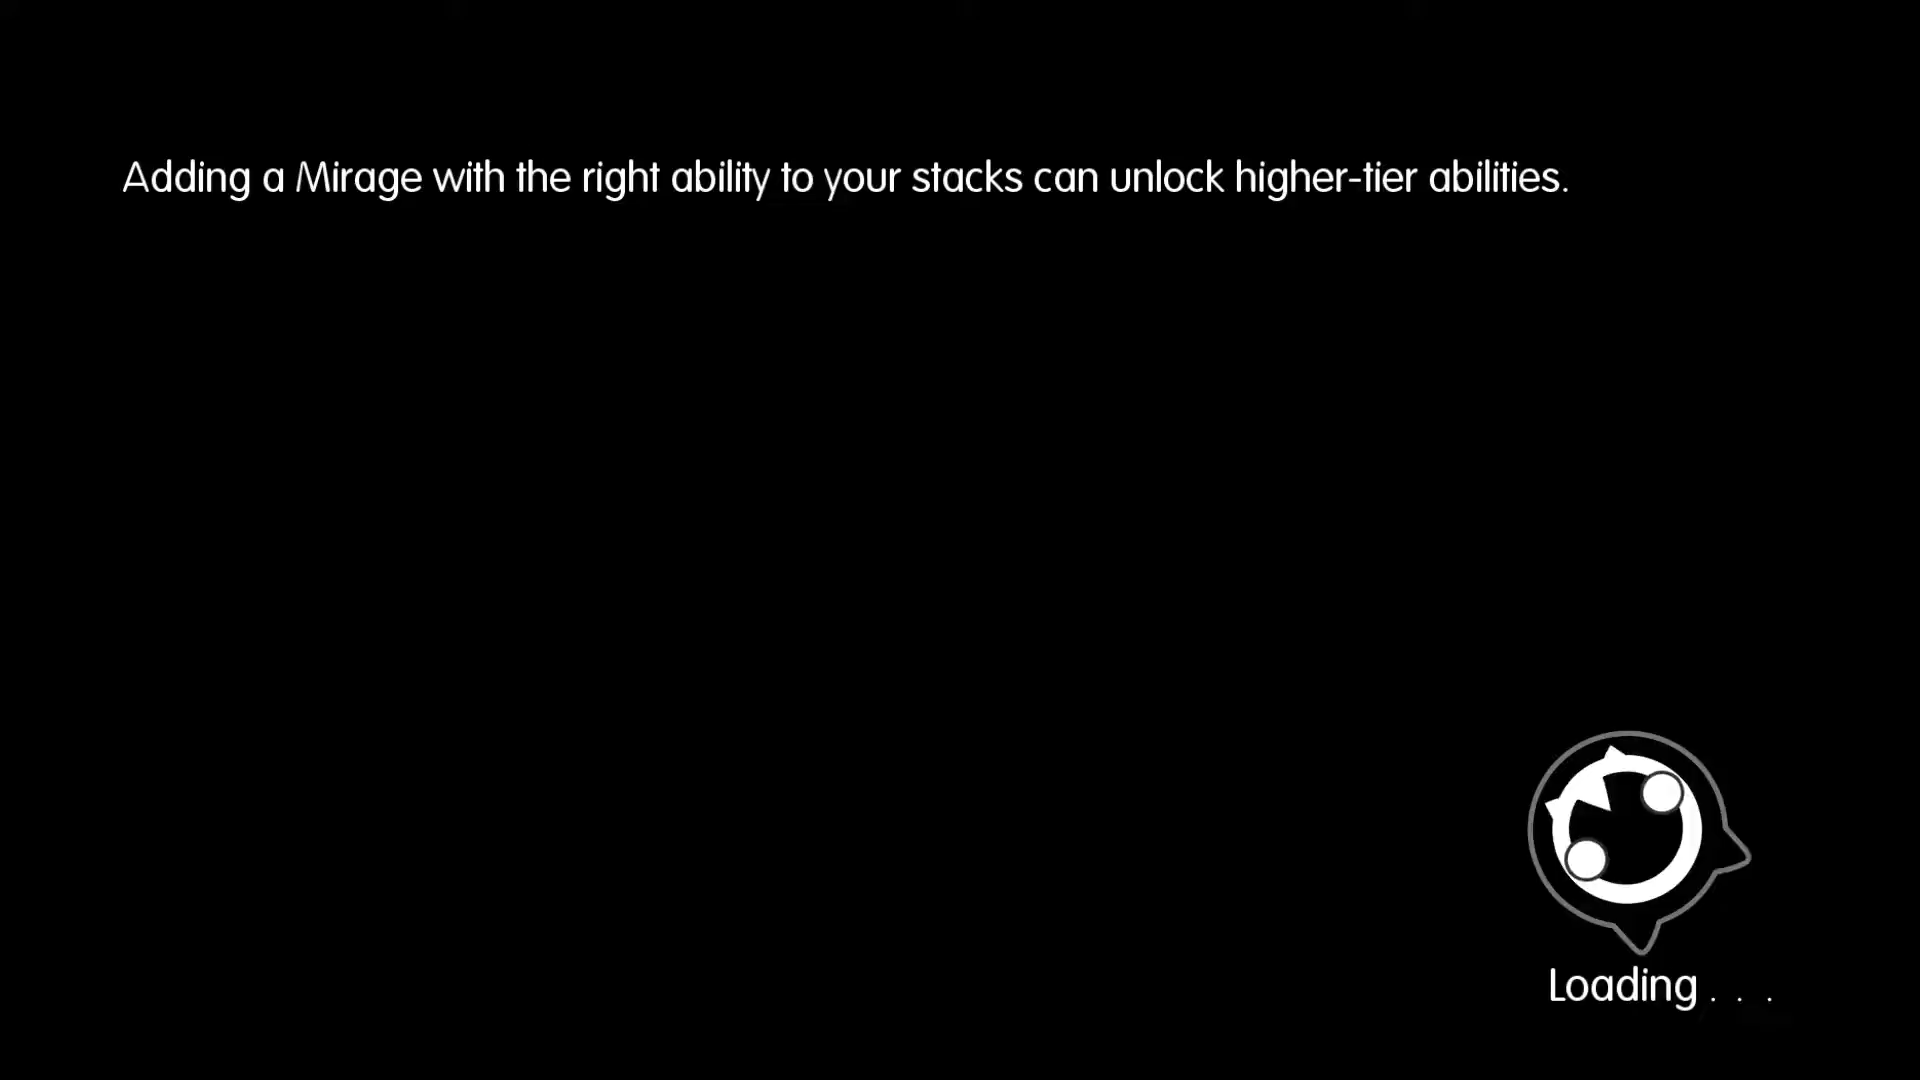 Adding a Mirage with the right ability to your stacks can unlock higher-tier abilities.
Loading . . .